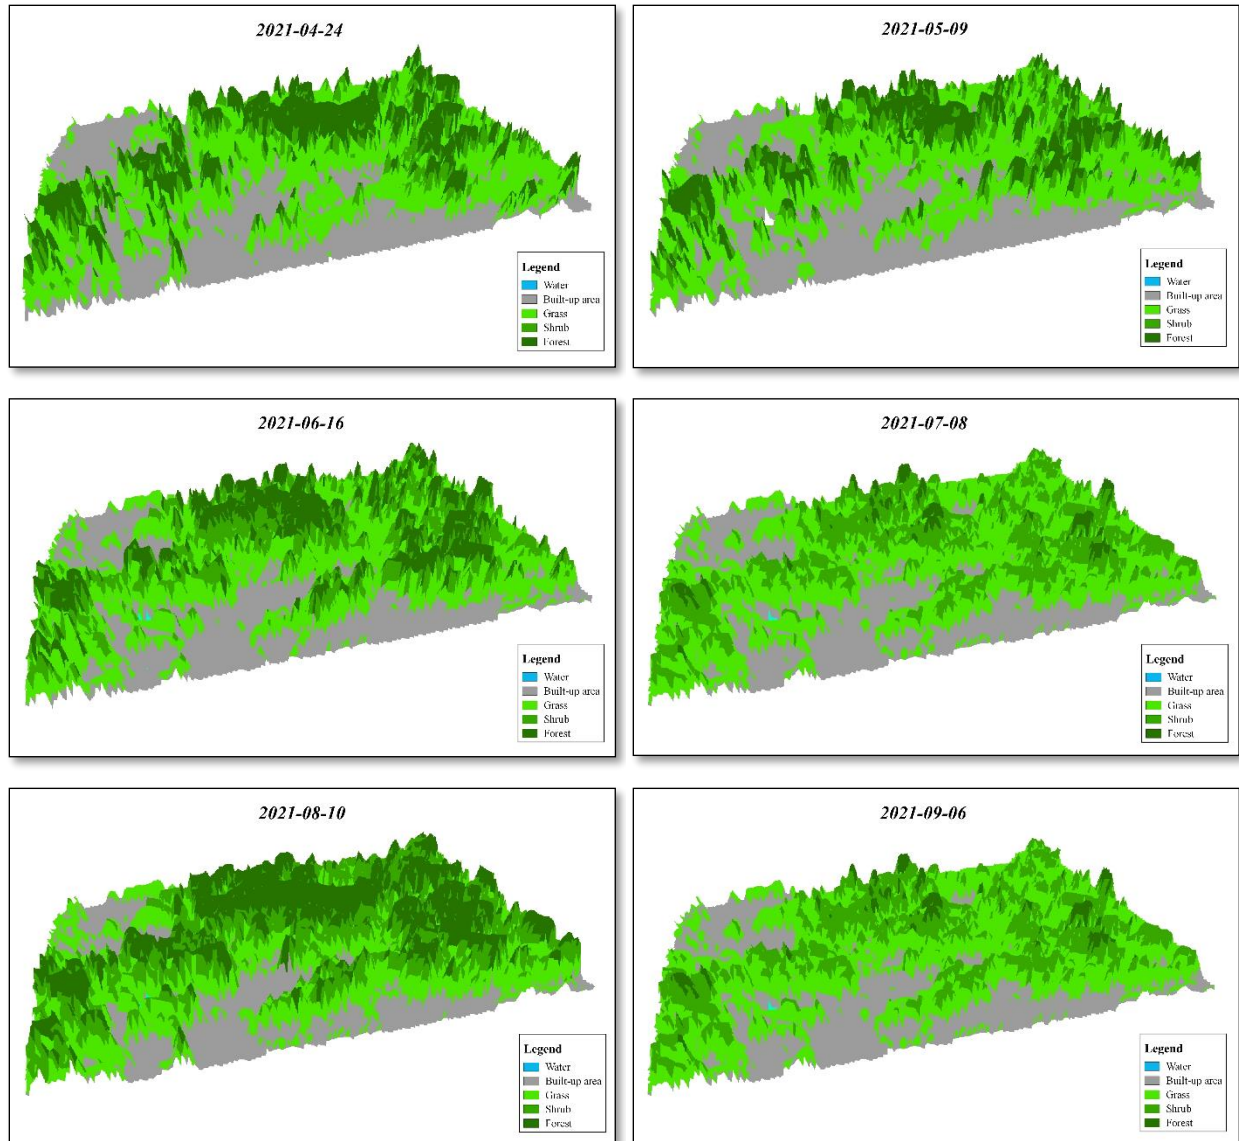 2021-04-24
Legend
Water
Built-up area
Grass
Shrub
Forest
2021-05-09
Legend
Water
Built-up area
Grass
Shrub
Forest
2021-06-16
Legend
Water
Built-up area
Grass
Shrub
Forest
2021-07-08
Legend
Water
Built-up area
Grass
Shrub
Forest
2021-08-10
Legend
Water
Built-up area
Grass
Shrub
Forest
2021-09-06
Legend
Water
Built-up area
Grass
Shrub
Forest